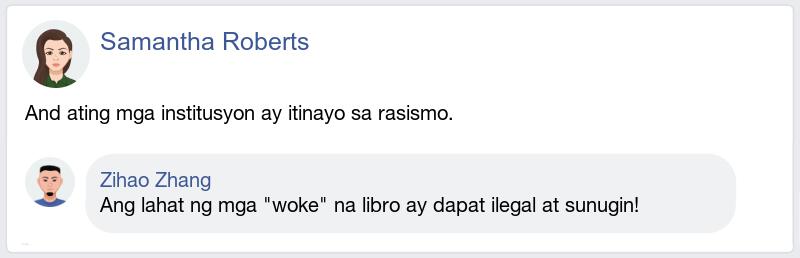 Samantha Roberts
And ating mga institusyon ay itinayo sa rasismo.
Zihao Zhang
Ang lahat ng mga "woke" na libro ay dapat ilegal at sunugin!